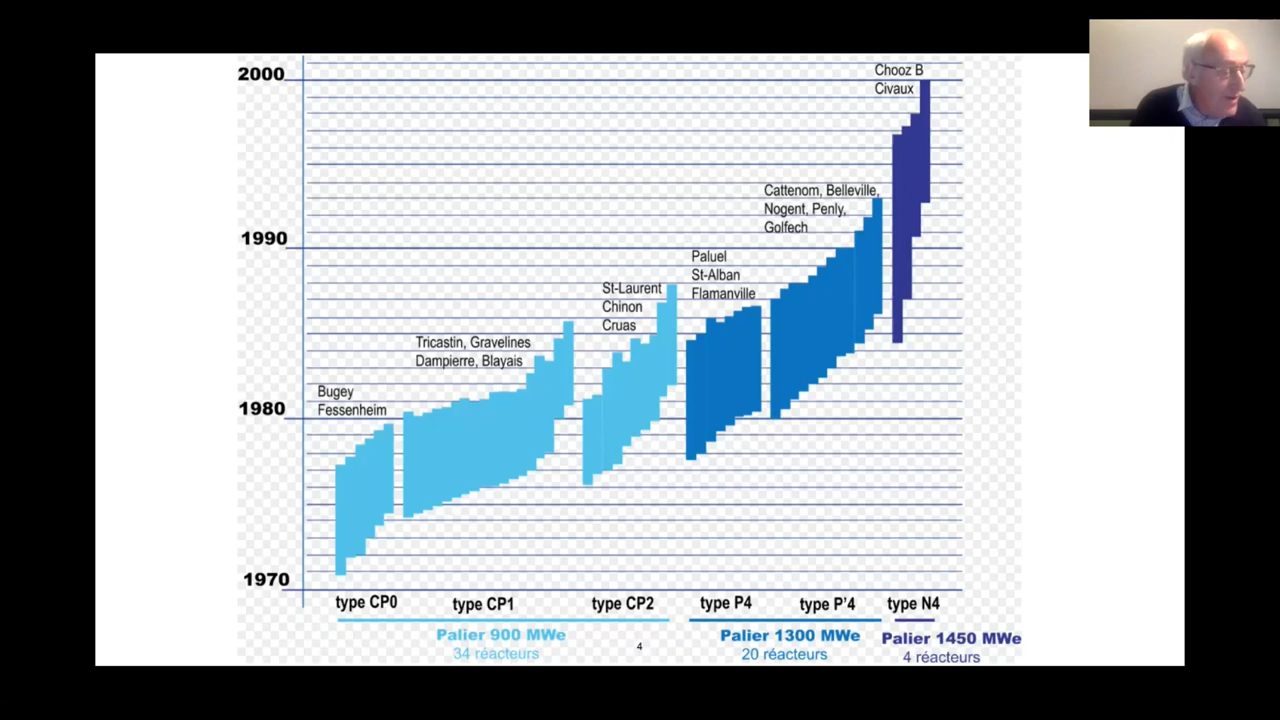 2000
1990
1980
1970
Bugey
Fessenheim
Tricastin, Gravelines
Dampierre, Blayais
St-Laurent
Chinon
Cruas
Paluel
St-Alban
Flamanville
Cattenom, Belleville,
Nogent, Penly,
Golfech
Chooz B
Civaux
type CP0
type CP1
type CP2
type P4
type P'4
type N4
Palier 900 MWe
34 réacteurs
4
Palier 1300 MWe
20 réacteurs
Palier 1450 MWe
4 réacteurs